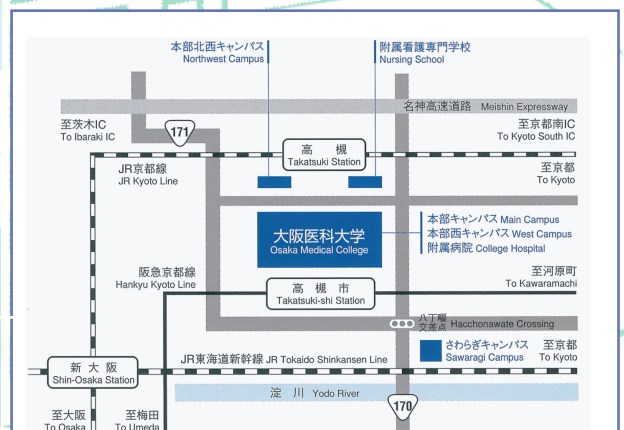 本部北西キャンパス
Northwest Campus
附属看護専門学校
Nursing School
名神高速道路 Meishin Expressway
至茨木IC
To Ibaraki IC
171
至京都南IC
To Kyoto South IC
高 槻
Takatsuki Station
JR京都線
JR Kyoto Line
至京都
To Kyoto
大阪医科大学
Osaka Medical College
本部キャンパス Main Campus
本部西キャンパス West Campus
附属病院 College Hospital
阪急京都線
Hankyu Kyoto Line
高 槻 市
Takatsuki-shi Station
至河原町
To Kawaramachi
八丁畷
交差点
Hacchonawate Crossing
さわらぎキャンパス
Sawaragi Campus
至京都
To Kyoto
新 大 阪
Shin-Osaka Station
JR東海道新幹線 JR Tokaido Shinkansen Line
淀 川 Yodo River
170
至大阪
To Osaka
至梅田
To Umeda